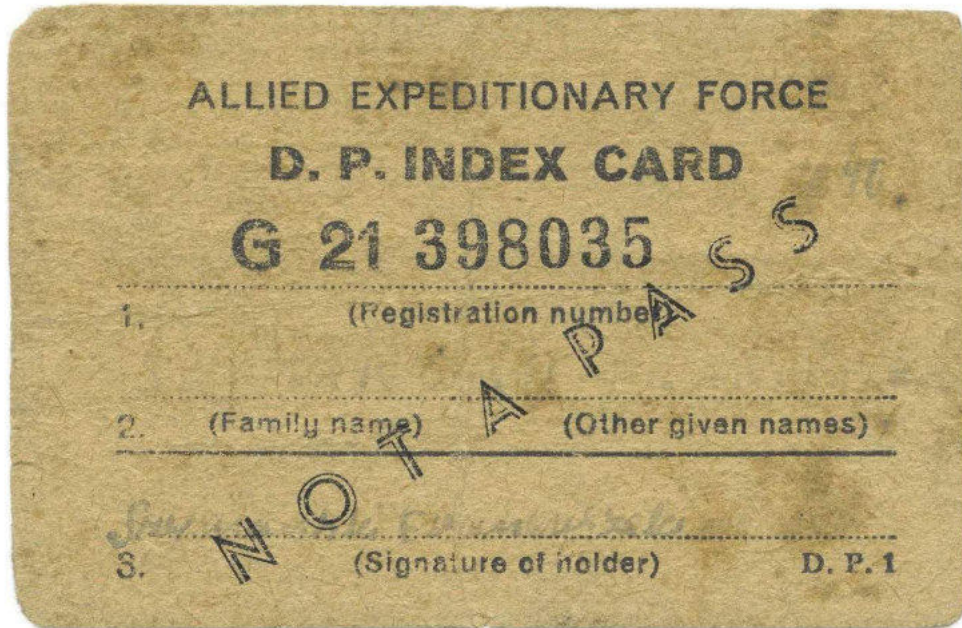 ALLIED EXPEDITIONARY FORCE
D. P. INDEX CARD
G 21 398035
1. (Registration number)
2. (Family name) (Other given names)
3. (Signature of holder) D. P. 1
NOT A PASS